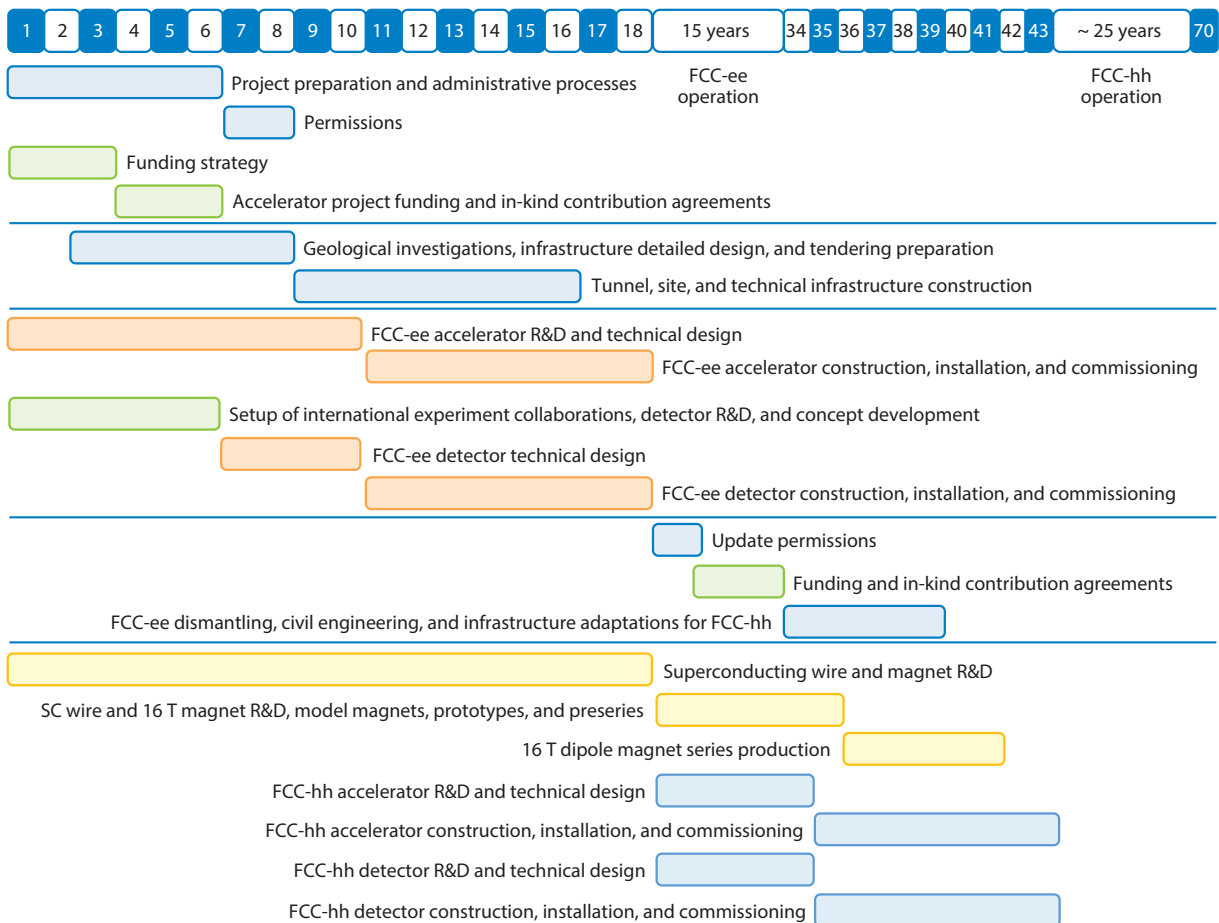 1 2 3 4 5 6 7 8 9 10 11 12 13 14 15 16 17 18 15 years 34 35 36 37 38 39 40 41 42 43 ~ 25 years 70
FCC-ee
operation
FCC-hh
operation
Project preparation and administrative processes
Permissions
Funding strategy
Accelerator project funding and in-kind contribution agreements
Geological investigations, infrastructure detailed design, and tendering preparation
Tunnel, site, and technical infrastructure construction
FCC-ee accelerator R&D and technical design
FCC-ee accelerator construction, installation, and commissioning
Setup of international experiment collaborations, detector R&D, and concept development
FCC-ee detector technical design
FCC-ee detector construction, installation, and commissioning
Update permissions
Funding and in-kind contribution agreements
FCC-ee dismantling, civil engineering, and infrastructure adaptations for FCC-hh
Superconducting wire and magnet R&D
SC wire and 16 T magnet R&D, model magnets, prototypes, and preseries
16 T dipole magnet series production
FCC-hh accelerator R&D and technical design
FCC-hh accelerator construction, installation, and commissioning
FCC-hh detector R&D and technical design
FCC-hh detector construction, installation, and commissioning